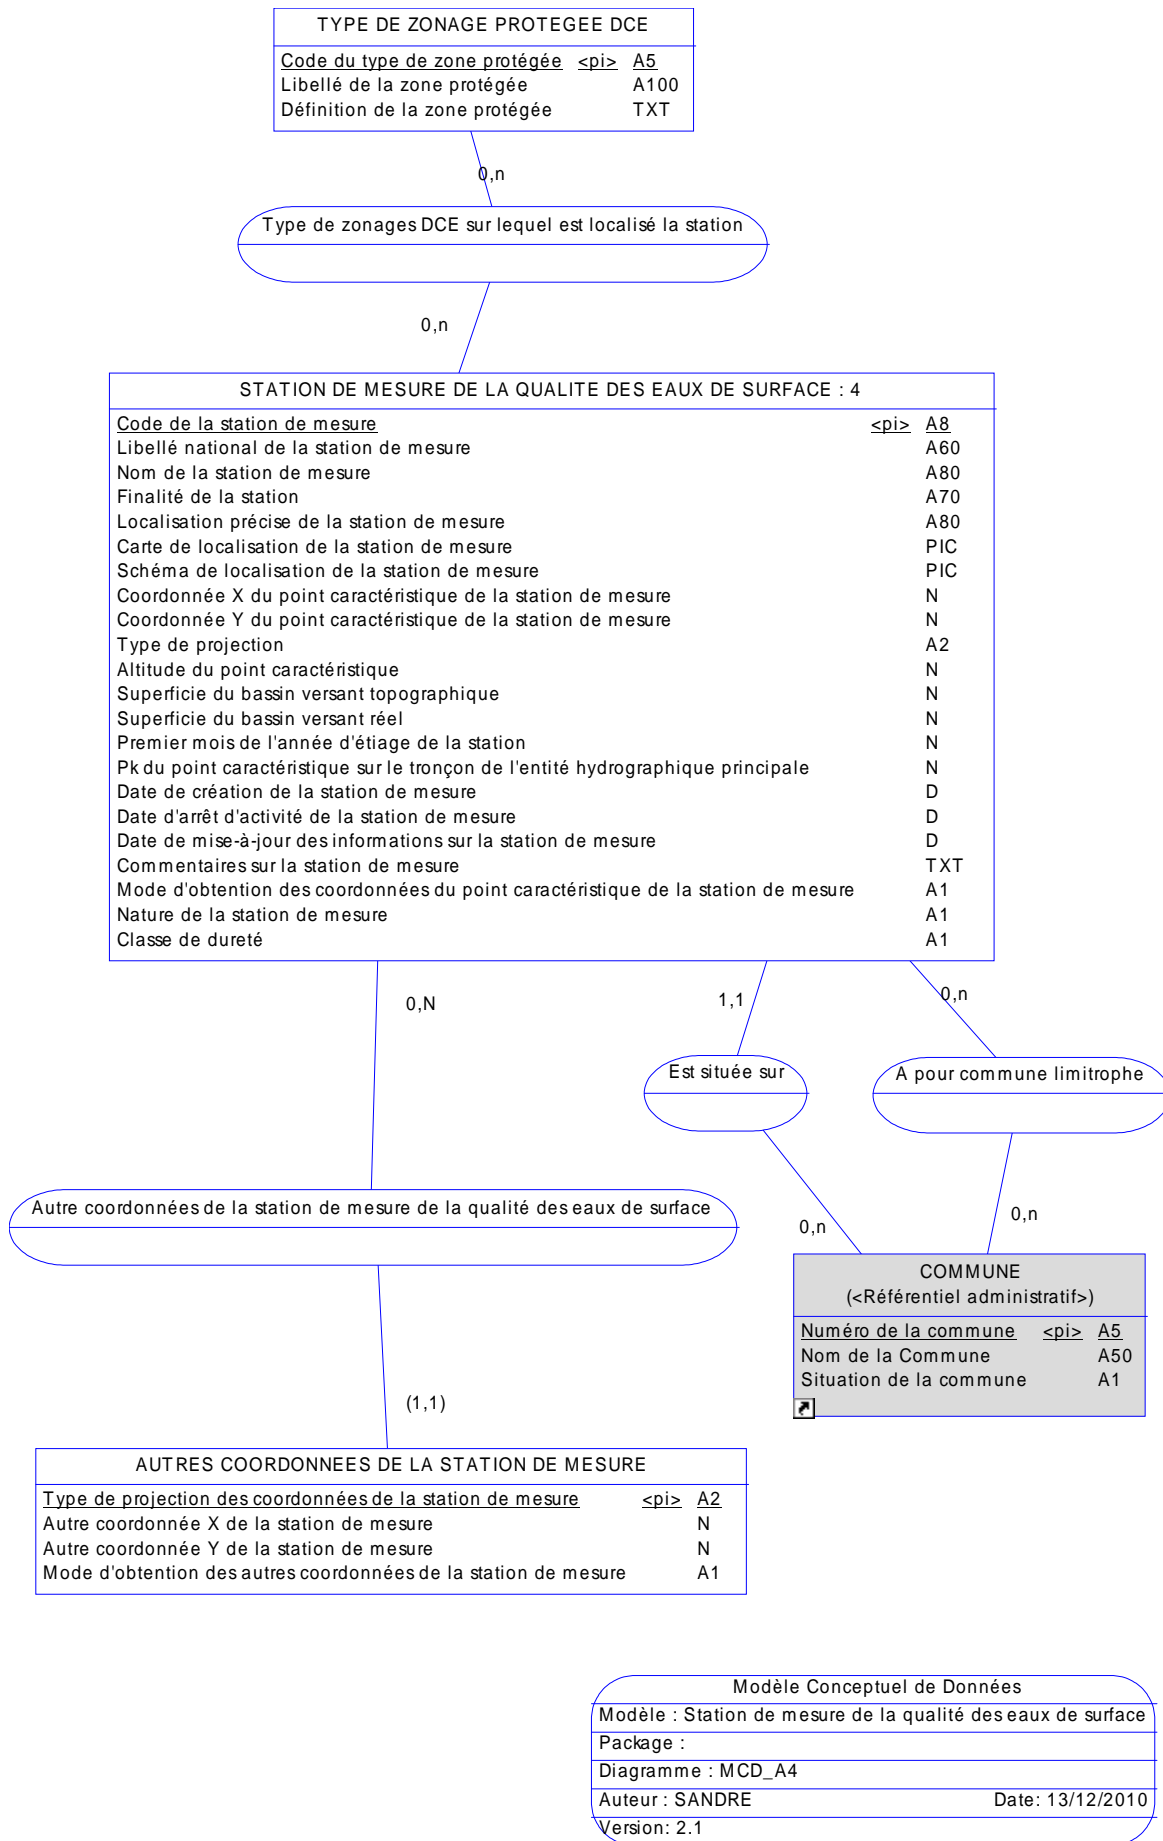 TYPE DE ZONAGE PROTEGEE DCE
Code du type de zone protégée <pi> A5
Libellé de la zone protégée A100
Définition de la zone protégée TXT
0,n
Type de zonages DCE sur lequel est localisé la station
0,n
STATION DE MESURE DE LA QUALITE DES EAUX DE SURFACE : 4
Code de la station de mesure <pi> A8
Libellé national de la station de mesure A60
Nom de la station de mesure A80
Finalité de la station A70
Localisation précise de la station de mesure A80
Carte de localisation de la station de mesure PIC
Schéma de localisation de la station de mesure PIC
Coordonnée X du point caractéristique de la station de mesure N
Coordonnée Y du point caractéristique de la station de mesure N
Type de projection A2
Altitude du point caractéristique N
Superficie du bassin versant topographique N
Superficie du bassin versant réel N
Premier mois de l'année d'étiage de la station N
Pk du point caractéristique sur le tronçon de l'entité hydrographique principale N
Date de création de la station de mesure D
Date d'arrêt d'activité de la station de mesure D
Date de mise-à-jour des informations sur la station de mesure D
Commentaires sur la station de mesure TXT
Mode d'obtention des coordonnées du point caractéristique de la station de mesure A1
Nature de la station de mesure A1
Classe de dureté A1
0,N
1,1
0,n
Est située sur
A pour commune limitrophe
Autre coordonnées de la station de mesure de la qualité des eaux de surface
0,n
0,n
COMMUNE
(<Référentiel administratif>)
Numéro de la commune <pi> A5
Nom de la Commune A50
Situation de la commune A1
(1,1)
AUTRES COORDONNEES DE LA STATION DE MESURE
Type de projection des coordonnées de la station de mesure <pi> A2
Autre coordonnée X de la station de mesure N
Autre coordonnée Y de la station de mesure N
Mode d'obtention des autres coordonnées de la station de mesure A1
Modèle Conceptuel de Données
Modèle : Station de mesure de la qualité des eaux de surface
Package :
Diagramme : MCD_A4
Auteur : SANDRE Date: 13/12/2010
Version: 2.1